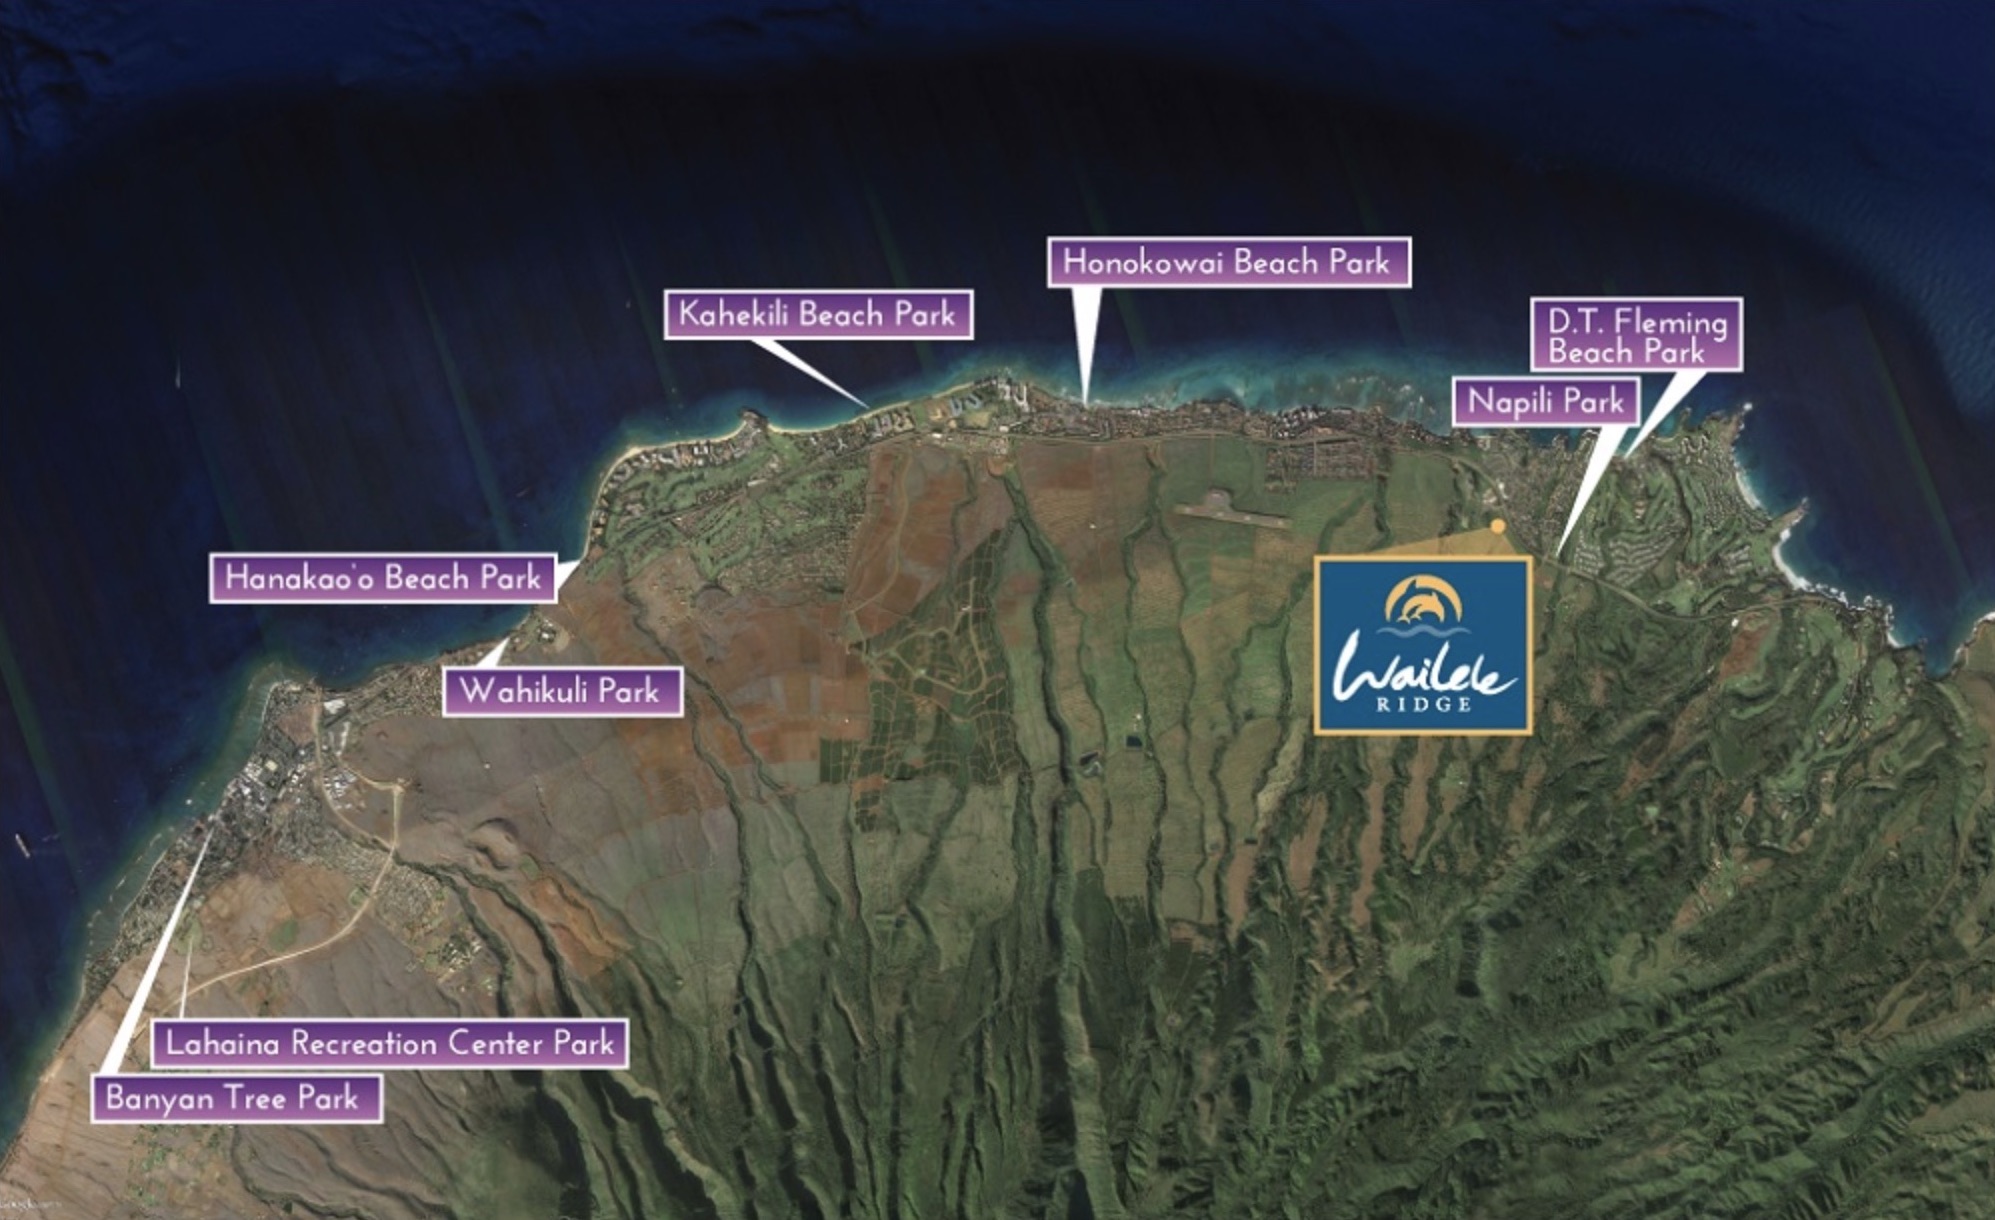 Honokowai Beach Park
Kahekili Beach Park
D.T. Fleming
Beach Park
Napili Park
Hanakao'o Beach Park
Wahikuli Park
Wailele
RIDGE
Lahaina Recreation Center Park
Banyan Tree Park